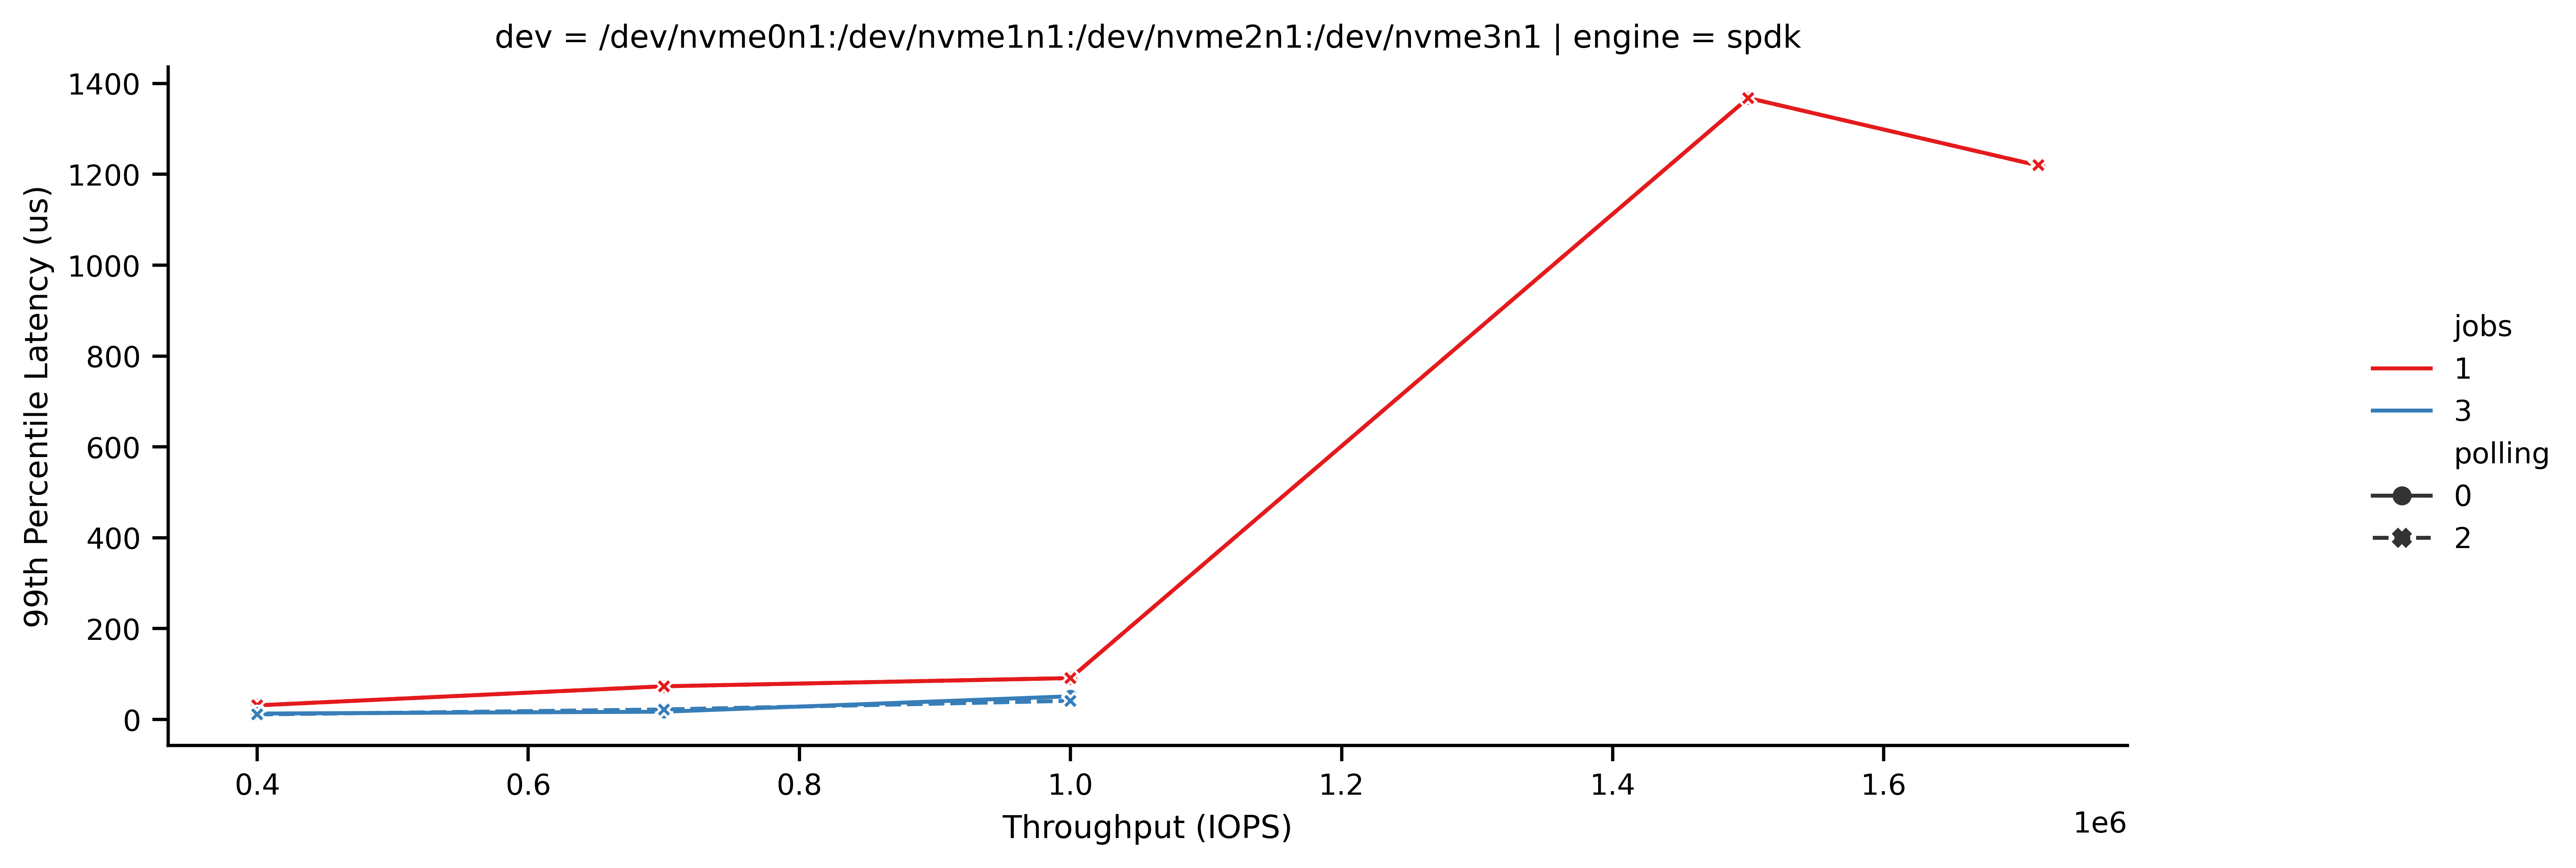 dev = /dev/nvme0n1:/dev/nvme1n1:/dev/nvme2n1:/dev/nvme3n1 | engine = spdk
99th Percentile Latency (us)
1400
1200
1000
800
600
400
200
0
0.4 0.6 0.8 1.0 1.2 1.4 1.6
1e6
Throughput (IOPS)
jobs
1
3
polling
0
2